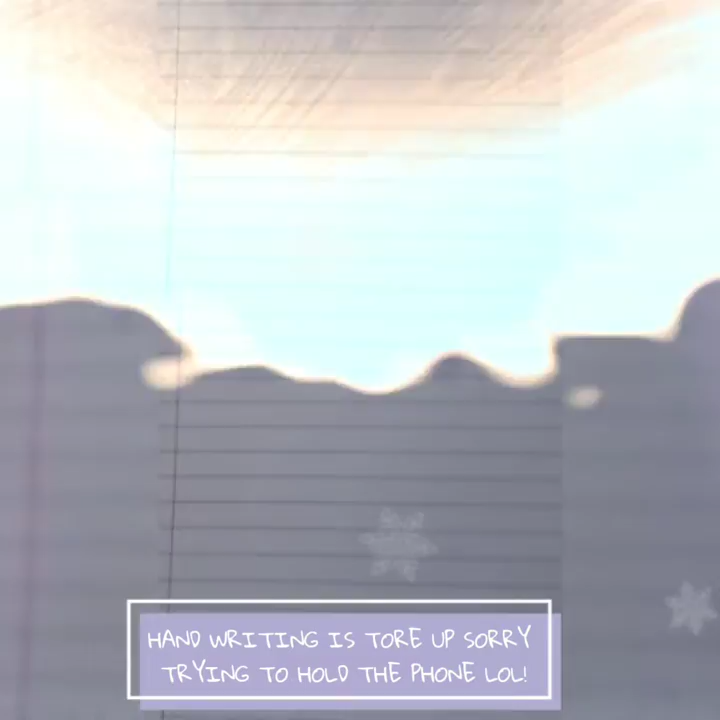 HAND WRITING IS TORE UP SORRY
TRYING TO HOLD THE PHONE LOL!